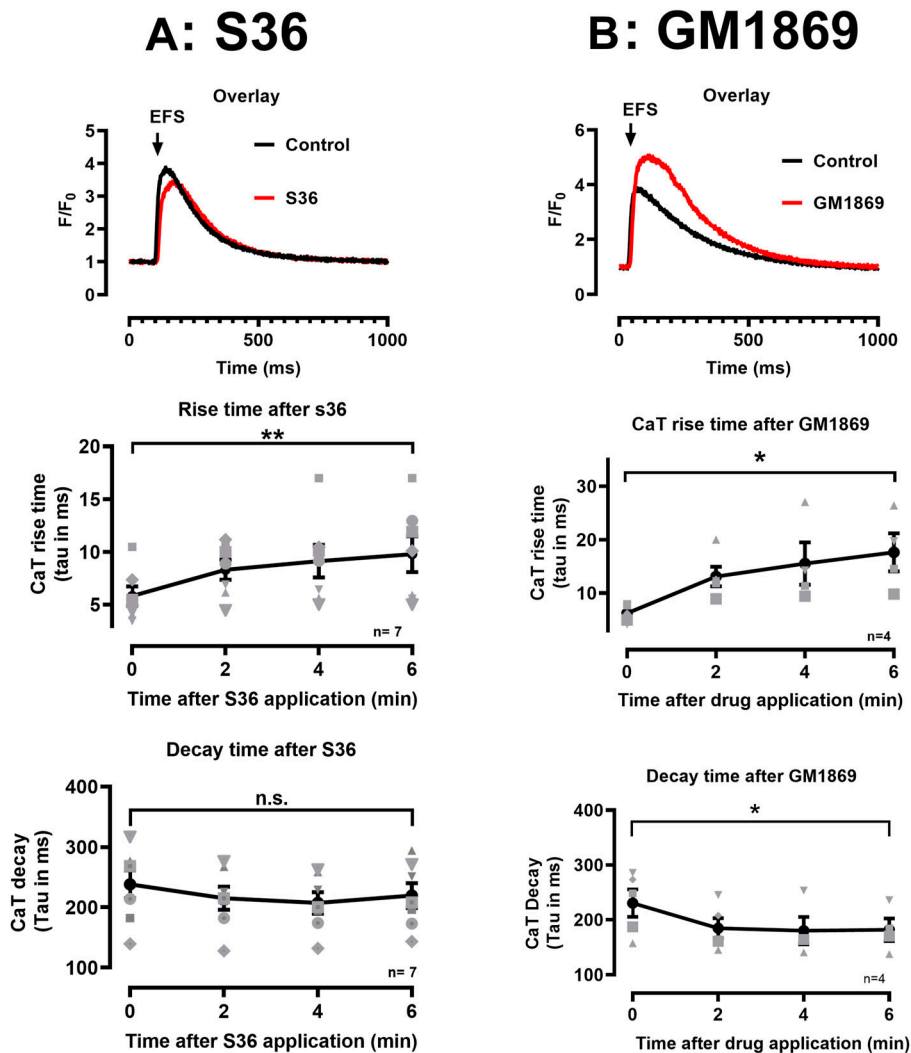 A: S36
Overlay
EFS
Control
S36
F/F0
5
4
3
2
1
0
0 500 1000
Time (ms)
Rise time after s36
**
CaT rise time
(tau in ms)
20
15
10
5
n= 7
0 2 4 6
Time after S36 application (min)
Decay time after S36
n.s.
CaT decay
(Tau in ms)
400
300
200
100
n= 7
0 2 4 6
Time after S36 application (min)
B: GM1869
Overlay
EFS
Control
GM1869
F/F0
6
4
2
0
0 500 1000
Time (ms)
CaT rise time after GM1869
*
CaT rise time
(tau in ms)
30
20
10
n=4
0 2 4 6
Time after drug application (min)
Decay time after GM1869
*
CaT Decay
(Tau in ms)
400
300
200
100
n=4
0 2 4 6
Time after drug application (min)